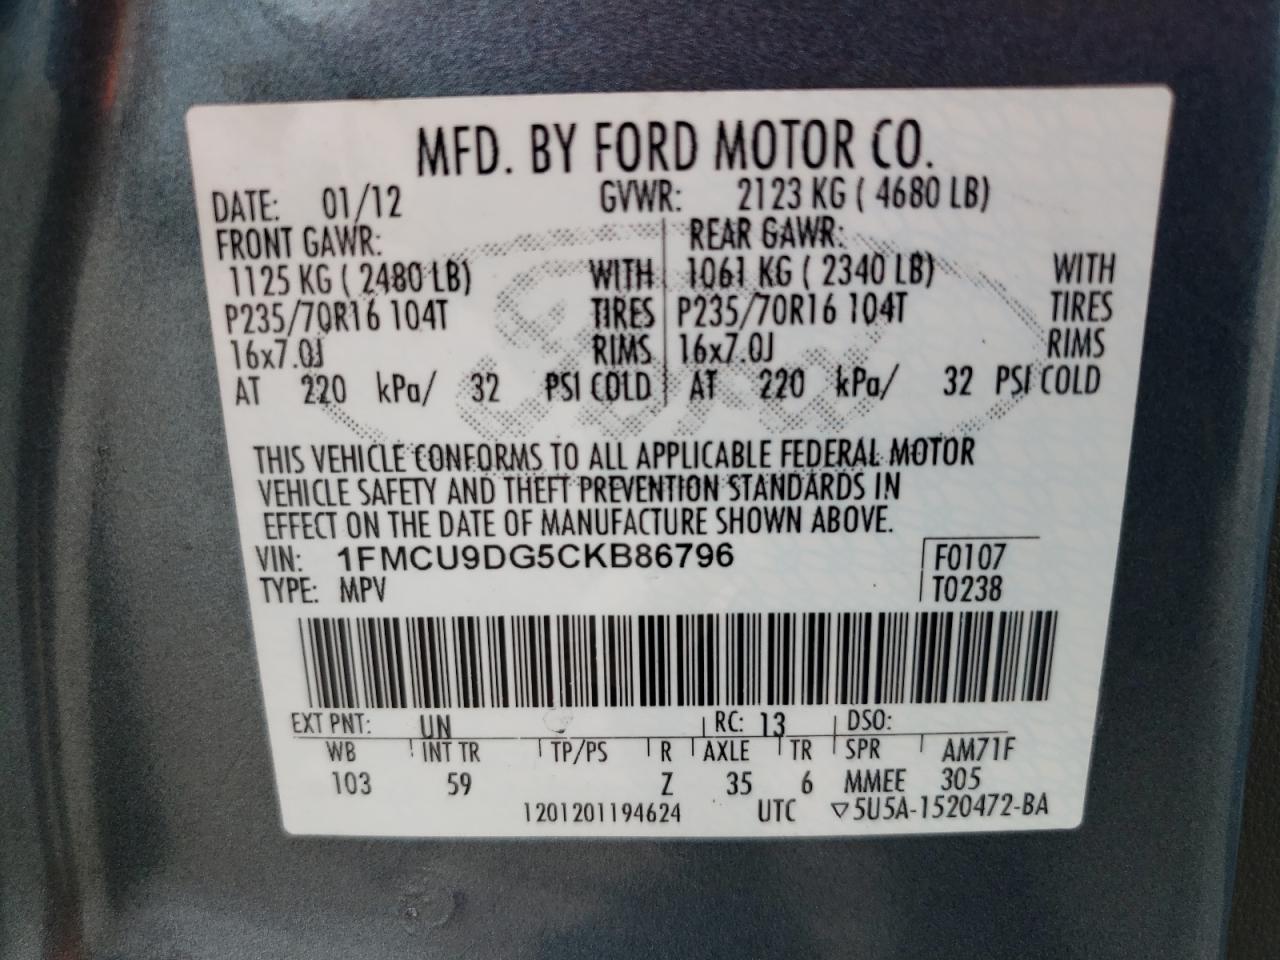 MFD. BY FORD MOTOR CO.
DATE: 01/12 GVWR: 2123 KG ( 4680 LB)
FRONT GAWR: REAR GAWR:
1125 KG ( 2480 LB) WITH 1061 KG ( 2340 LB) WITH
P235/70R16 104T TIRES P235/70R16 104T TIRES
16x7.0J RIMS 16x7.0J RIMS
AT 220 kPa/ 32 PSI COLD AT 220 kPa/ 32 PSI COLD
Ford
THIS VEHICLE CONFORMS TO ALL APPLICABLE FEDERAL MOTOR
VEHICLE SAFETY AND THEFT PREVENTION STANDARDS IN
EFFECT ON THE DATE OF MANUFACTURE SHOWN ABOVE.
VIN: 1FMCU9DG5CKB86796 F0107
TYPE: MPV T0238
EXT PNT: UN RC: 13 DSO:
WB INT TR TP/PS R AXLE TR SPR AM71F
103 59 Z 35 6 MMEE 305
1201201194624 UTC ▽5U5A-1520472-BA